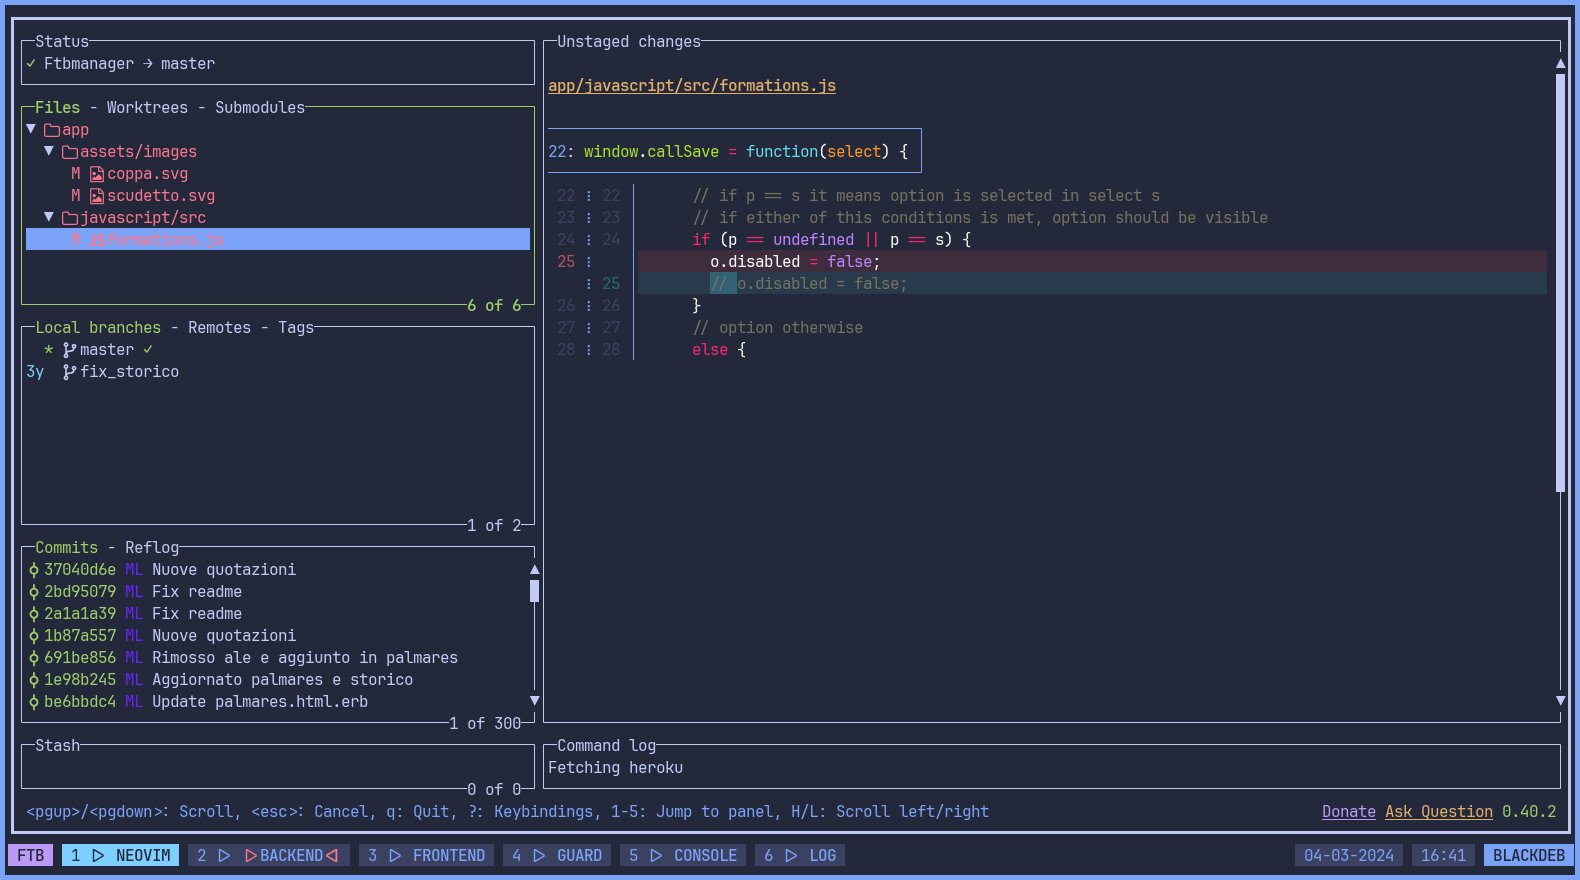 Status
✓ Ftbmanager → master
Files - Worktrees - Submodules
▼ app
▼ assets/images
M coppa.svg
M scudetto.svg
▼ javascript/src
M JS formations.js
6 of 6
Local branches - Remotes - Tags
* master ✓
3y fix_storico
1 of 2
Commits - Reflog
37040d6e ML Nuove quotazioni
2bd95079 ML Fix readme
2a1a1a39 ML Fix readme
1b87a557 ML Nuove quotazioni
691be856 ML Rimosso ale e aggiunto in palmares
1e98b245 ML Aggiornato palmares e storico
be6bbdc4 ML Update palmares.html.erb
1 of 300
Stash
0 of 0
Unstaged changes
app/javascript/src/formations.js
22: window.callSave = function(select) {
22 ⋮ 22 // if p == s it means option is selected in select s
23 ⋮ 23 // if either of this conditions is met, option should be visible
24 ⋮ 24 if (p == undefined || p == s) {
25 ⋮ o.disabled = false;
⋮ 25 // o.disabled = false;
26 ⋮ 26 }
27 ⋮ 27 // option otherwise
28 ⋮ 28 else {
Command log
Fetching heroku
<pgup>/<pgdown>: Scroll, <esc>: Cancel, q: Quit, ?: Keybindings, 1-5: Jump to panel, H/L: Scroll left/right
Donate Ask Question 0.40.2
FTB 1 ▷ NEOVIM 2 ▷ ▷BACKEND◁ 3 ▷ FRONTEND 4 ▷ GUARD 5 ▷ CONSOLE 6 ▷ LOG 04-03-2024 16:41 BLACKDEB